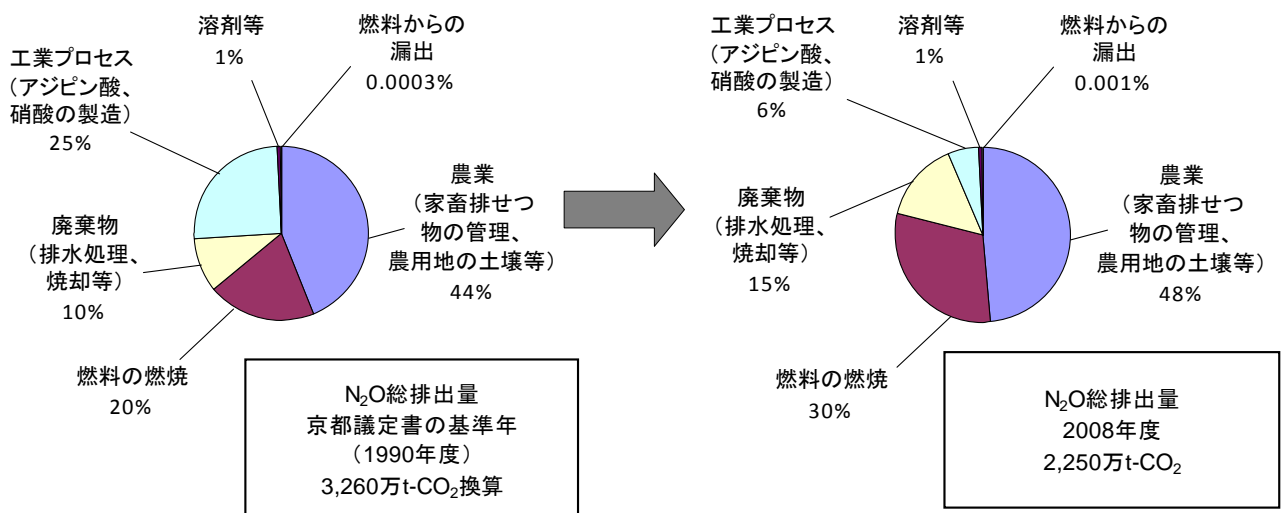 溶剤等
1%
燃料からの
漏出
0.0003%
工業プロセス
（アジピン酸、
硝酸の製造）
25%
農業
（家畜排せつ
物の管理、
農用地の土壌等）
44%
廃棄物
（排水処理、
焼却等）
10%
燃料の燃焼
20%
N₂O総排出量
京都議定書の基準年
（1990年度）
3,260万t-CO₂換算
溶剤等
1%
燃料からの
漏出
0.001%
工業プロセス
（アジピン酸、
硝酸の製造）
6%
農業
（家畜排せつ
物の管理、
農用地の土壌等）
48%
廃棄物
（排水処理、
焼却等）
15%
燃料の燃焼
30%
N₂O総排出量
2008年度
2,250万t-CO₂